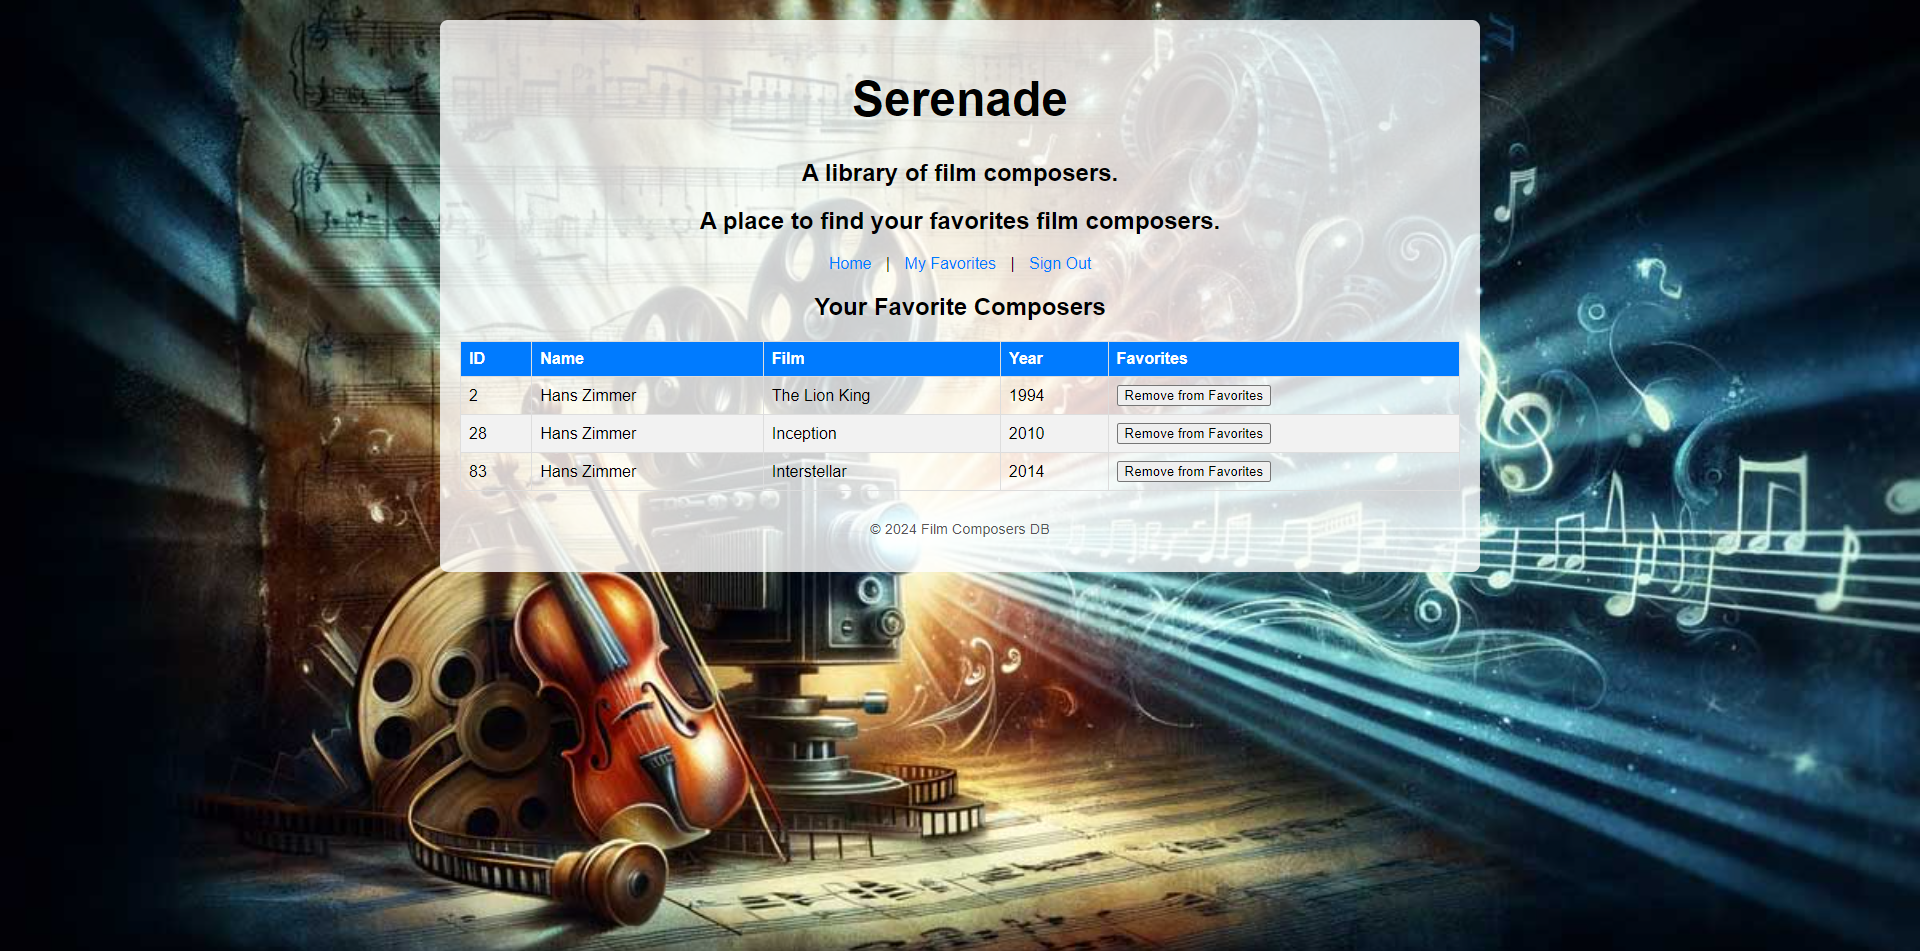 Serenade
A library of film composers.
A place to find your favorites film composers.
Home | My Favorites | Sign Out
Your Favorite Composers
ID Name Film Year Favorites
2 Hans Zimmer The Lion King 1994 Remove from Favorites
28 Hans Zimmer Inception 2010 Remove from Favorites
83 Hans Zimmer Interstellar 2014 Remove from Favorites
© 2024 Film Composers DB